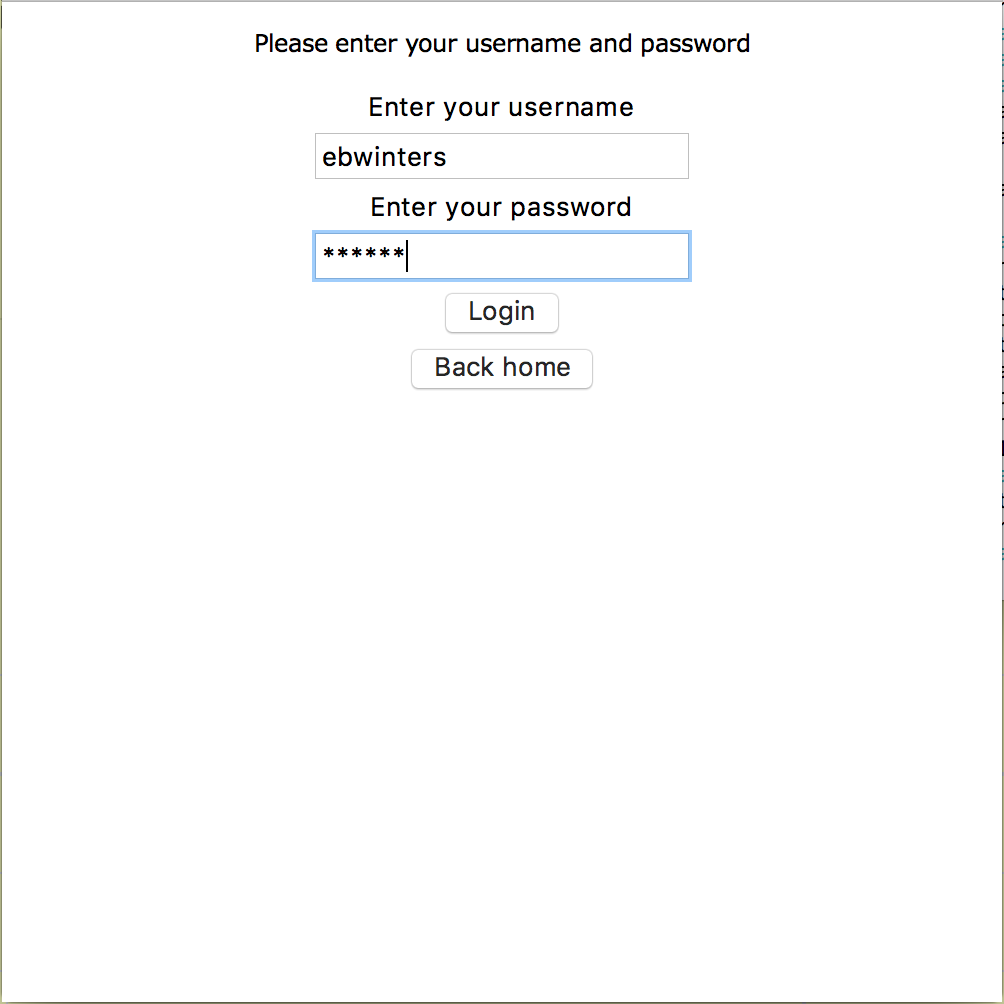 Please enter your username and password
Enter your username
ebwinters
Enter your password
******
Login
Back home